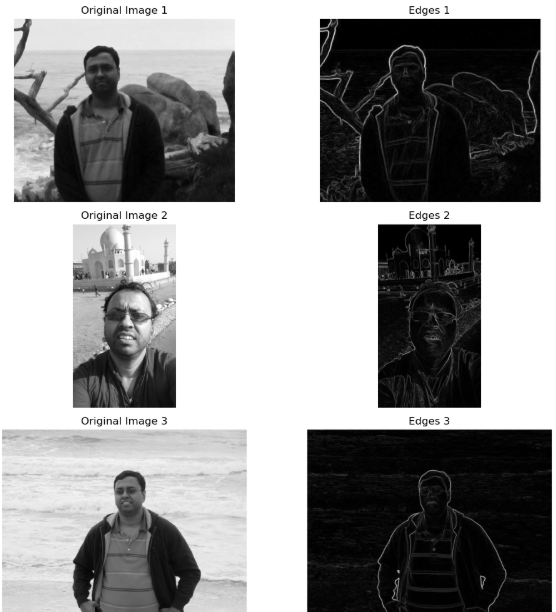 Original Image 1
Edges 1
Original Image 2
Edges 2
Original Image 3
Edges 3